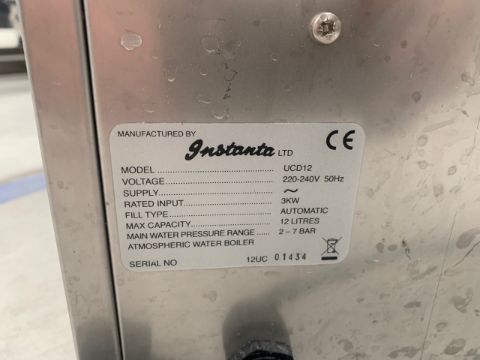 MANUFACTURED BY Instanta LTD CE
MODEL ........................ UCD12
VOLTAGE ........................ 220-240V 50Hz
SUPPLY ........................ ~
RATED INPUT ........................ 3KW
FILL TYPE ........................ AUTOMATIC
MAX CAPACITY ........................ 12 LITRES
MAIN WATER PRESSURE RANGE ..... 2 – 7 BAR
ATMOSPHERIC WATER BOILER
SERIAL NO 12UC 01434